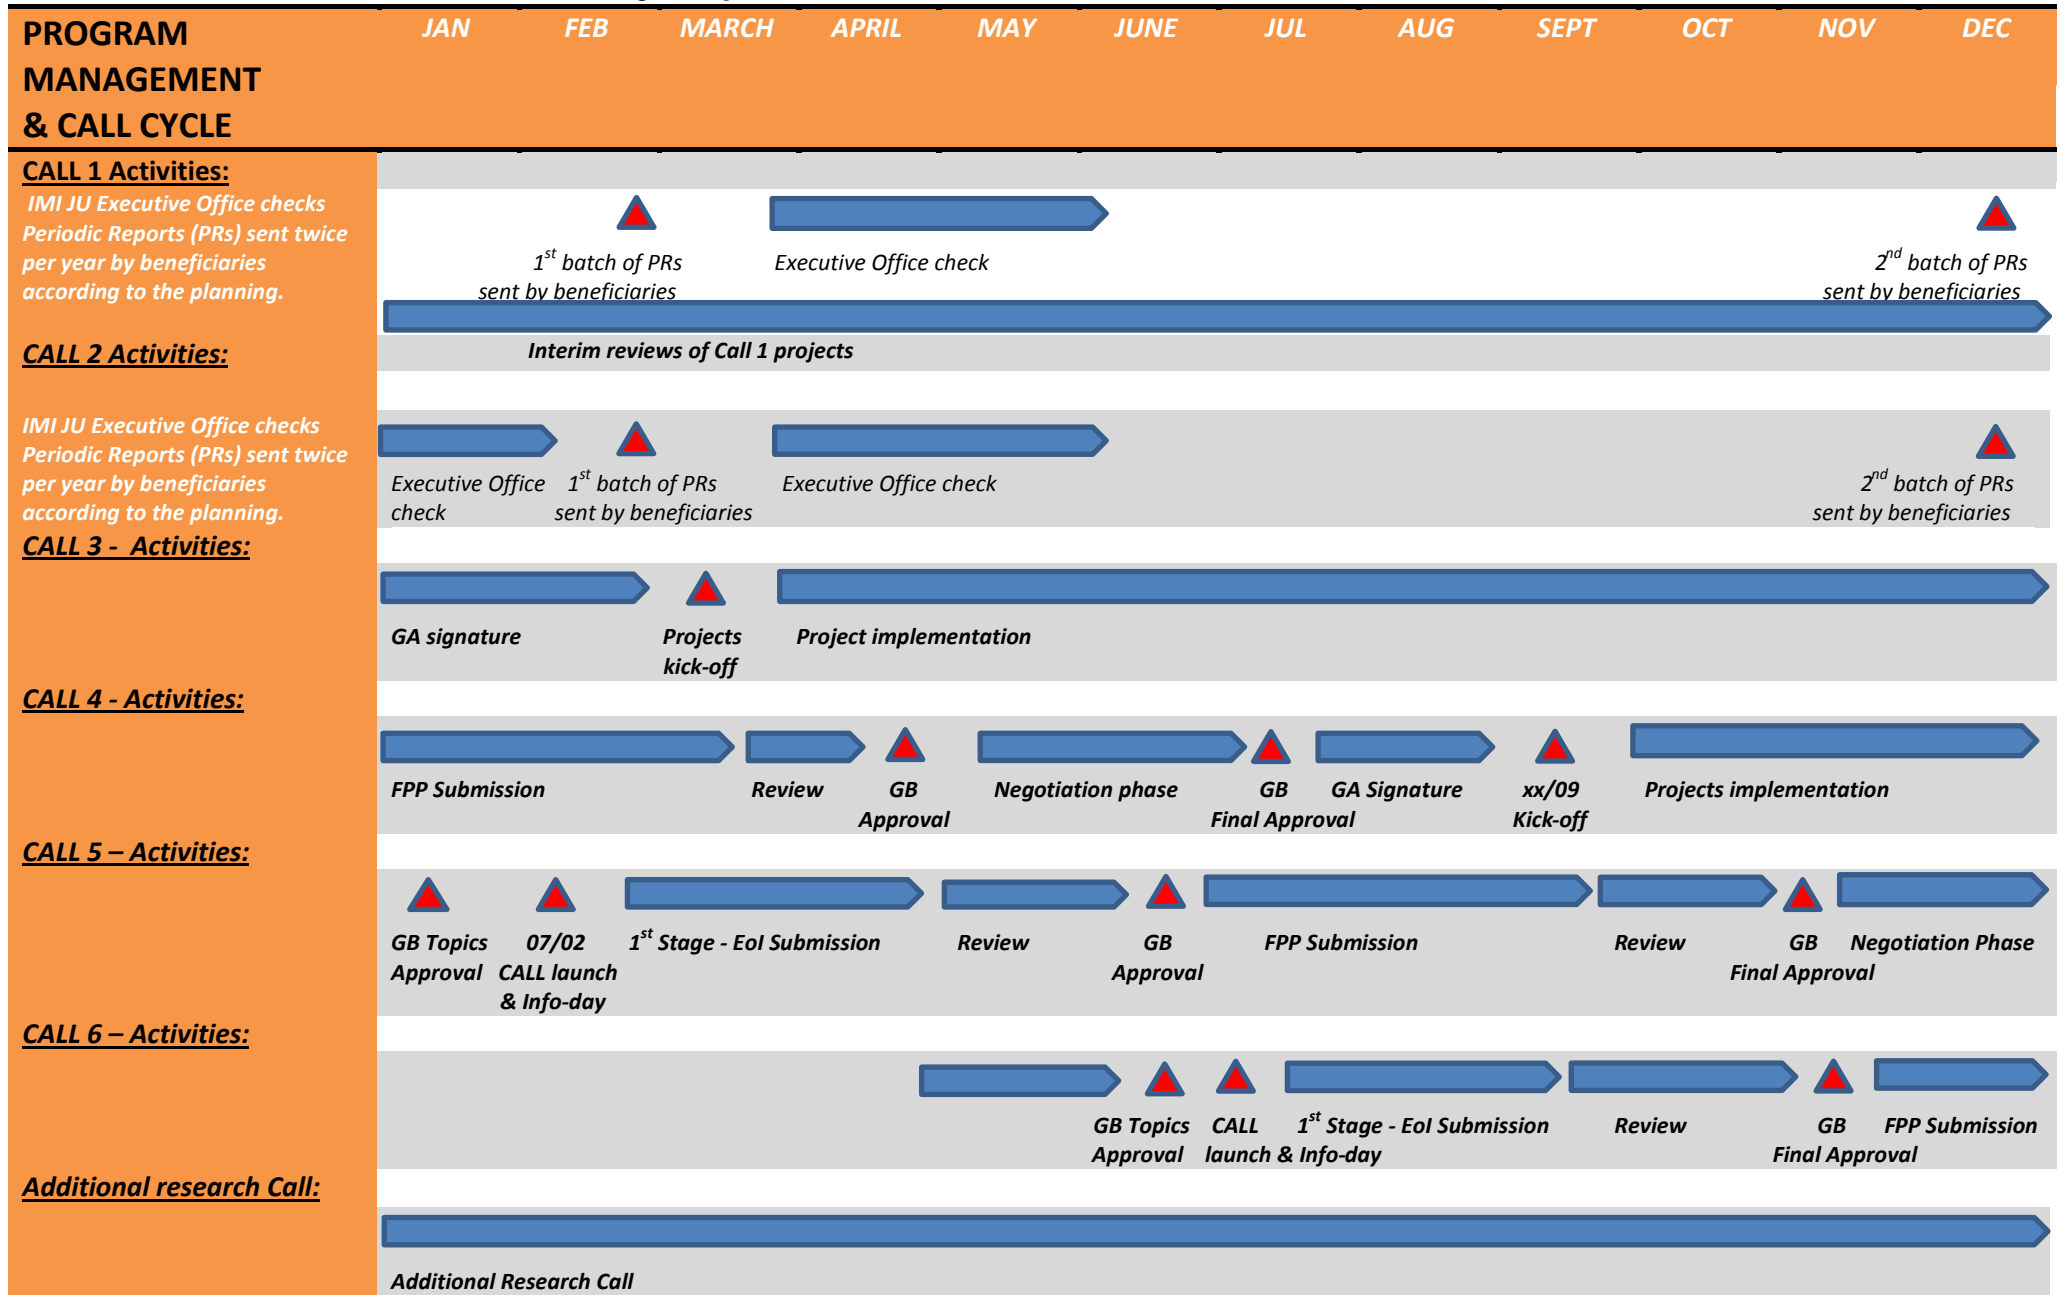 PROGRAM
MANAGEMENT
& CALL CYCLE
JAN FEB MARCH APRIL MAY JUNE JUL AUG SEPT OCT NOV DEC
CALL 1 Activities:
IMI JU Executive Office checks
Periodic Reports (PRs) sent twice
per year by beneficiaries
according to the planning.
1st batch of PRs
sent by beneficiaries
Executive Office check
2nd batch of PRs
sent by beneficiaries
Interim reviews of Call 1 projects
CALL 2 Activities:
IMI JU Executive Office checks
Periodic Reports (PRs) sent twice
per year by beneficiaries
according to the planning.
Executive Office
check
1st batch of PRs
sent by beneficiaries
Executive Office check
2nd batch of PRs
sent by beneficiaries
CALL 3 - Activities:
GA signature
Projects
kick-off
Project implementation
CALL 4 - Activities:
FPP Submission
Review
GB
Approval
Negotiation phase
GB
Final Approval
GA Signature
xx/09
Kick-off
Projects implementation
CALL 5 – Activities:
GB Topics
Approval
07/02
CALL launch
& Info-day
1st Stage - EoI Submission
Review
GB
Approval
FPP Submission
Review
GB
Final Approval
Negotiation Phase
CALL 6 – Activities:
GB Topics
Approval
CALL
launch & Info-day
1st Stage - EoI Submission
Review
GB
Final Approval
FPP Submission
Additional research Call:
Additional Research Call